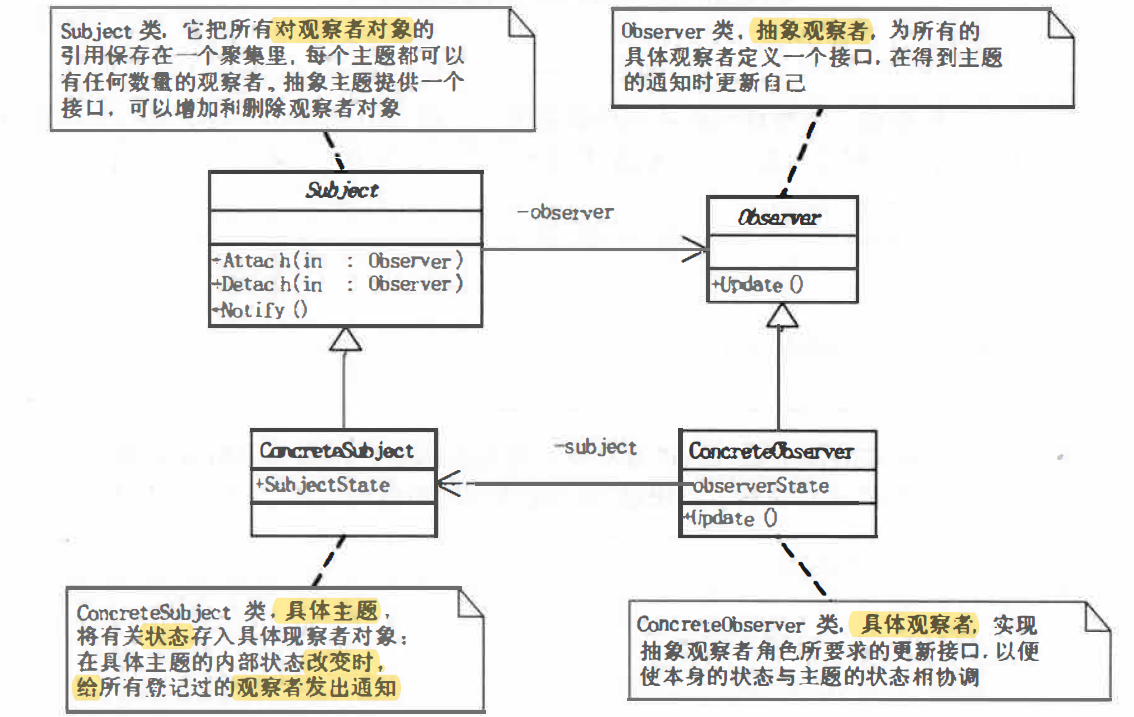 Subject 类，它把所有对观察者对象的
引用保存在一个聚集里，每个主题都可以
有任何数量的观察者。抽象主题提供一个
接口，可以增加和删除观察者对象
Observer 类，抽象观察者，为所有的
具体观察者定义一个接口，在得到主题
的通知时更新自己
Subject
+Attach(in : Observer)
+Detach(in : Observer)
+Notify()
-observer
Observer
+Update()
ConcreteSubject
+SubjectState
-subject
ConcreteObserver
observerState
+Update()
ConcreteSubject 类，具体主题，
将有关状态存入具体现察者对象；
在具体主题的内部状态改变时，
给所有登记过的观察者发出通知
ConcreteObserver 类，具体观察者，实现
抽象观察者角色所要求的更新接口，以便
使本身的状态与主题的状态相协调